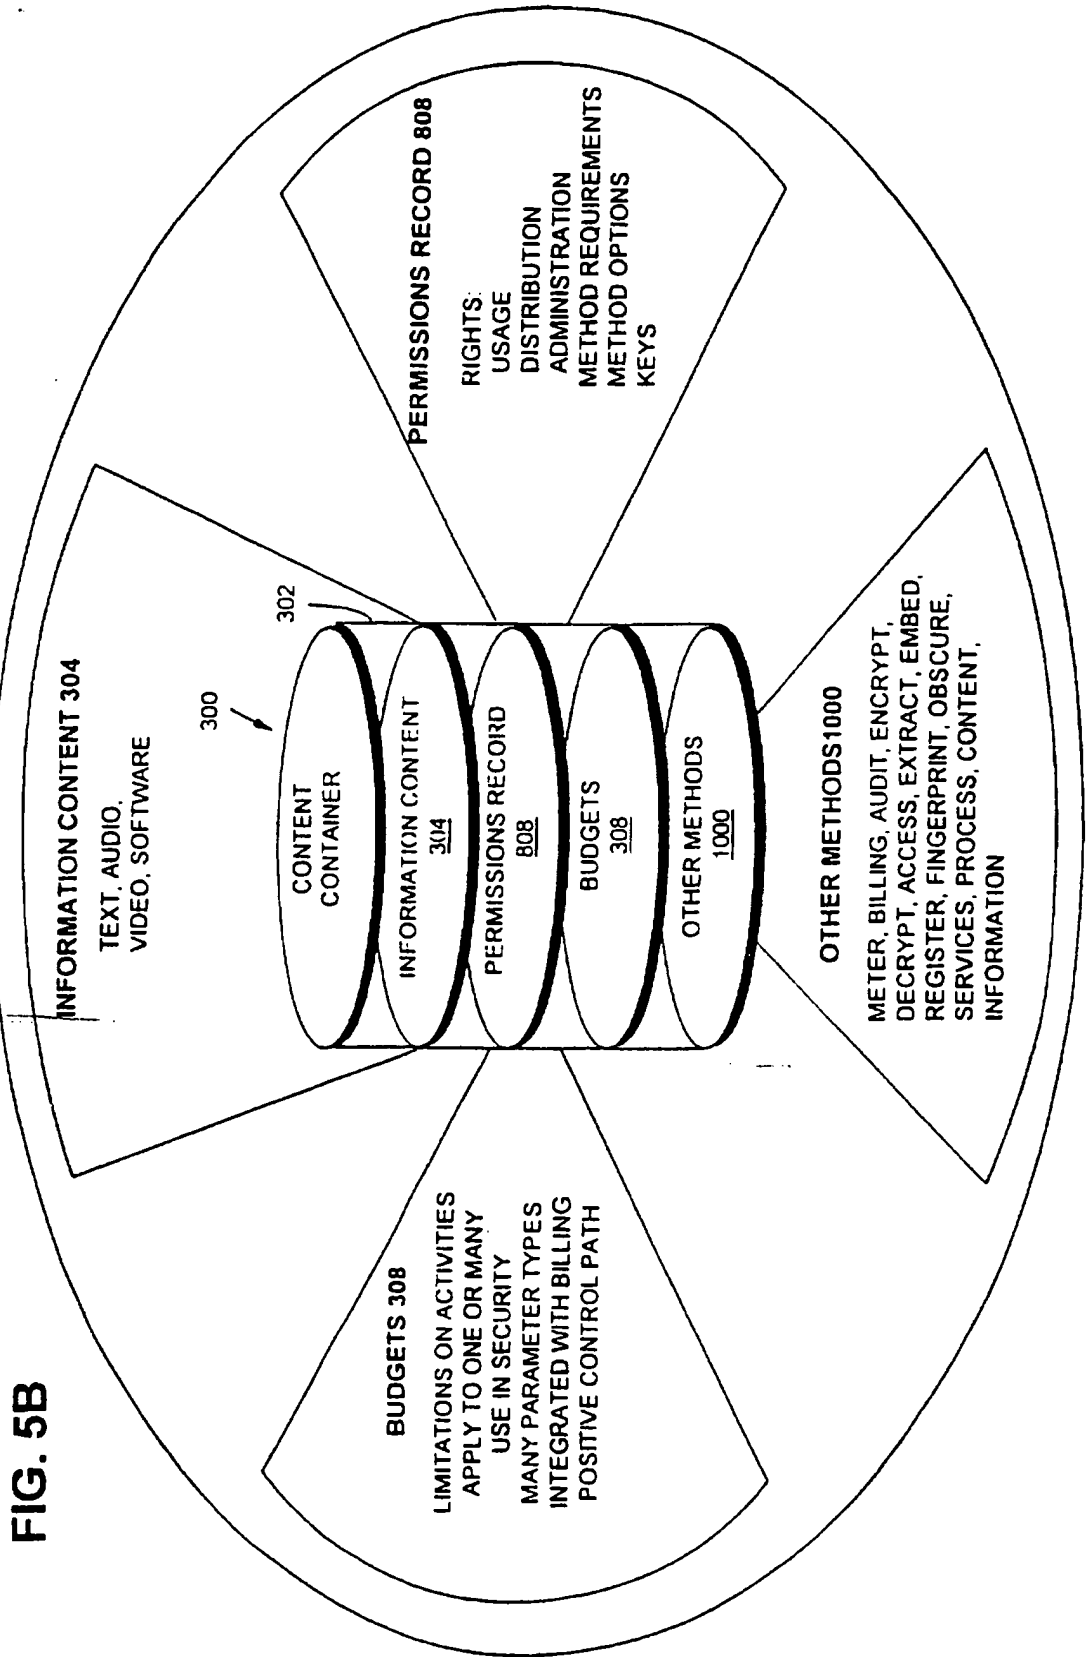 FIG. 5B
INFORMATION CONTENT 304
TEXT, AUDIO,
VIDEO, SOFTWARE
300
302
CONTENT
CONTAINER
INFORMATION CONTENT
304
PERMISSIONS RECORD
808
BUDGETS
308
OTHER METHODS
1000
BUDGETS 308
LIMITATIONS ON ACTIVITIES
APPLY TO ONE OR MANY
USE IN SECURITY
MANY PARAMETER TYPES
INTEGRATED WITH BILLING
POSITIVE CONTROL PATH
PERMISSIONS RECORD 808
RIGHTS:
USAGE
DISTRIBUTION
ADMINISTRATION
METHOD REQUIREMENTS
METHOD OPTIONS
KEYS
OTHER METHODS1000
METER, BILLING, AUDIT, ENCRYPT,
DECRYPT, ACCESS, EXTRACT, EMBED,
REGISTER, FINGERPRINT, OBSCURE,
SERVICES, PROCESS, CONTENT,
INFORMATION